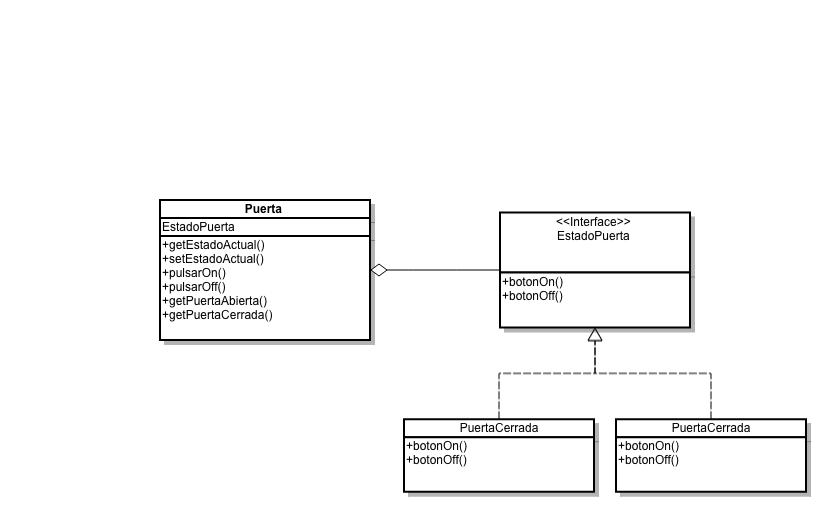 Puerta
EstadoPuerta
+getEstadoActual()
+setEstadoActual()
+pulsarOn()
+pulsarOff()
+getPuertaAbierta()
+getPuertaCerrada()
<<Interface>>
EstadoPuerta
+botonOn()
+botonOff()
PuertaCerrada
+botonOn()
+botonOff()
PuertaCerrada
+botonOn()
+botonOff()